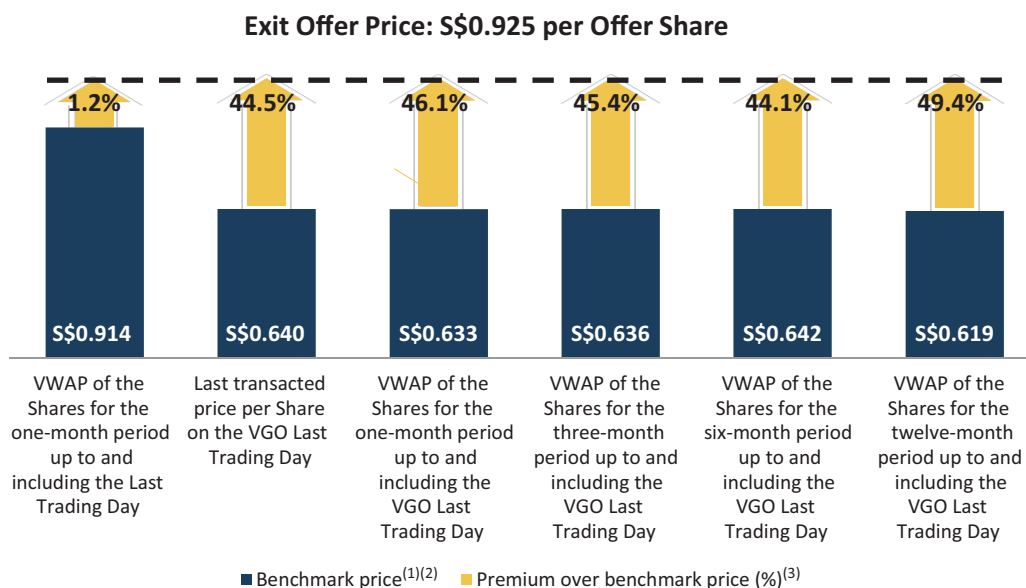 Exit Offer Price: S$0.925 per Offer Share
1.2%
44.5%
46.1%
45.4%
44.1%
49.4%
S$0.914
S$0.640
S$0.633
S$0.636
S$0.642
S$0.619
VWAP of the
Shares for the
one-month period
up to and
including the Last
Trading Day
Last transacted
price per Share
on the VGO Last
Trading Day
VWAP of the
Shares for the
one-month period
up to and
including the
VGO Last
Trading Day
VWAP of the
Shares for the
three-month
period up to and
including the
VGO Last
Trading Day
VWAP of the
Shares for the
six-month period
up to and
including the
VGO Last
Trading Day
VWAP of the
Shares for the
twelve-month
period up to and
including the
VGO Last
Trading Day
Benchmark price(1)(2)
Premium over benchmark price (%)(3)